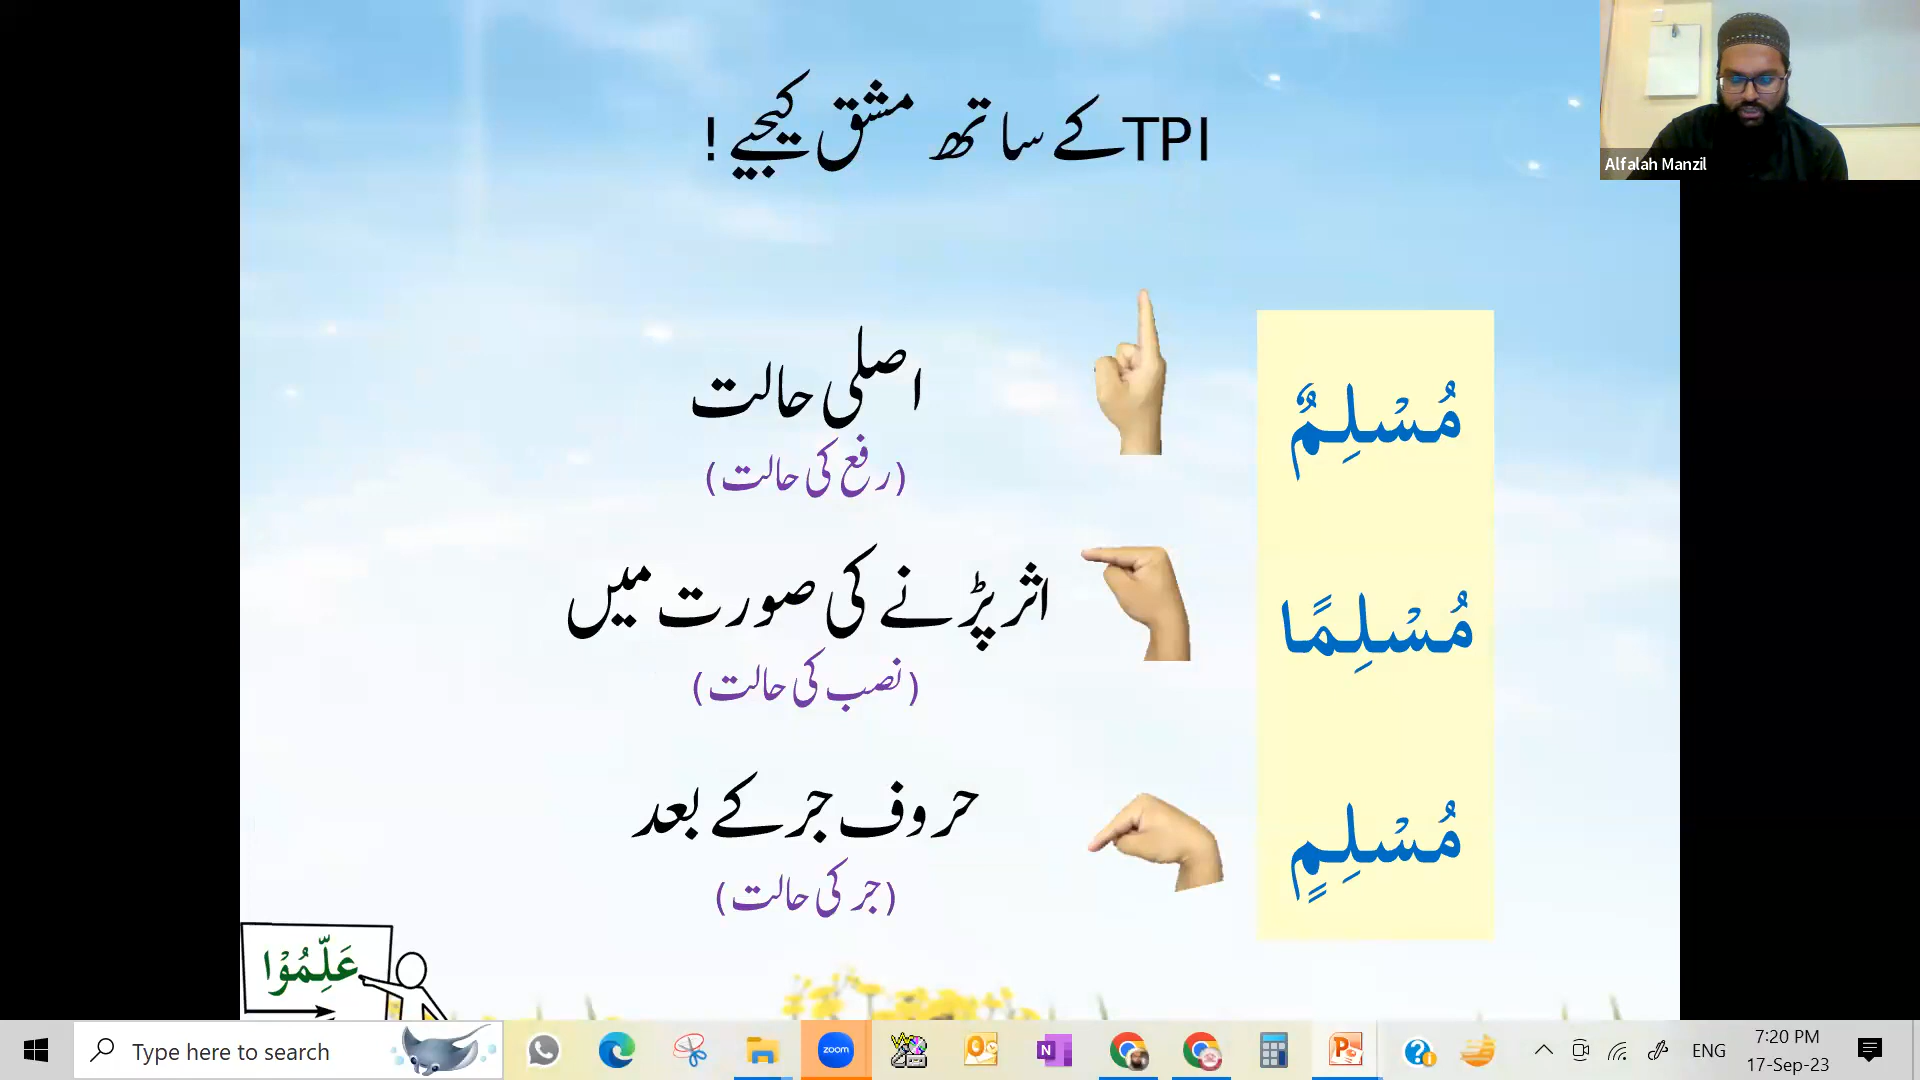 TPI کے ساتھ مشق کیجیے !
Alfalah Manzil
مُسْلِمٌ
اصلی حالت
(رفع کی حالت)
مُسْلِمًا
اثر پڑنے کی صورت میں
(نصب کی حالت)
مُسْلِمٍ
حروف جر کے بعد
(جر کی حالت)
عَلِّمُوْا
Type here to search
zoom
ENG
7:20 PM
17-Sep-23